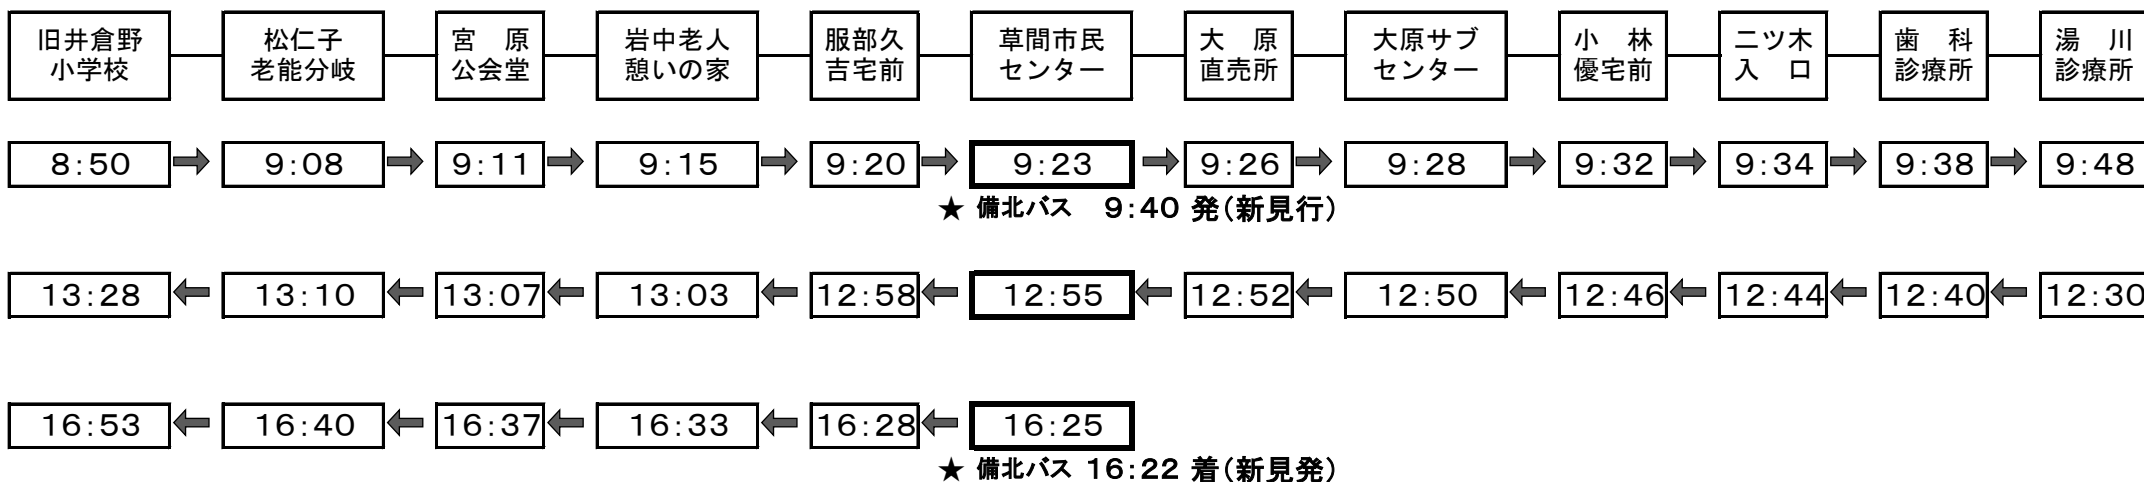 旧井倉野
小学校
松仁子
老能分岐
宮　原
公会堂
岩中老人
憩いの家
服部久
吉宅前
草間市民
センター
大　原
直売所
大原サブ
センター
小　林
優宅前
二ツ木
入　口
歯　科
診療所
湯　川
診療所
8:50 9:08 9:11 9:15 9:20 9:23 9:26 9:28 9:32 9:34 9:38 9:48
★ 備北バス　9:40 発(新見行)
13:28 13:10 13:07 13:03 12:58 12:55 12:52 12:50 12:46 12:44 12:40 12:30
16:53 16:40 16:37 16:33 16:28 16:25
★ 備北バス 16:22 着(新見発)